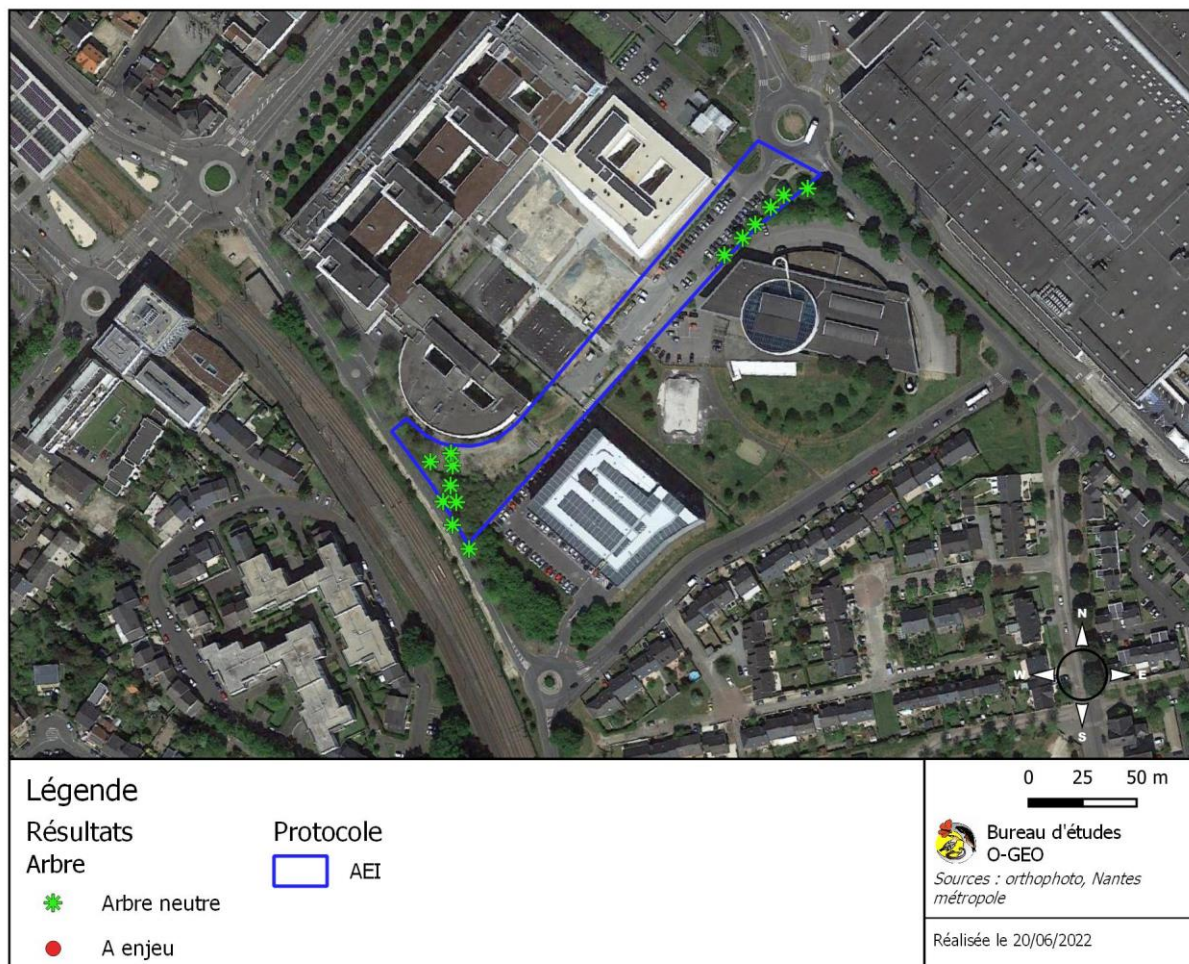 N
W E
S
Légende
Résultats
Arbre
Arbre neutre
A enjeu
Protocole
AEI
0 25 50 m
Bureau d'études
O-GEO
Sources : orthophoto, Nantes
métropole
Réalisée le 20/06/2022